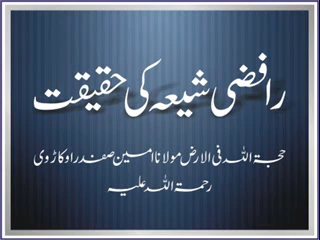 رافضی شیعہ کی حقیقت
حجۃ اللہ فی الارض مولانا امین صفدر اوکاڑوی
رحمۃ اللہ علیہ